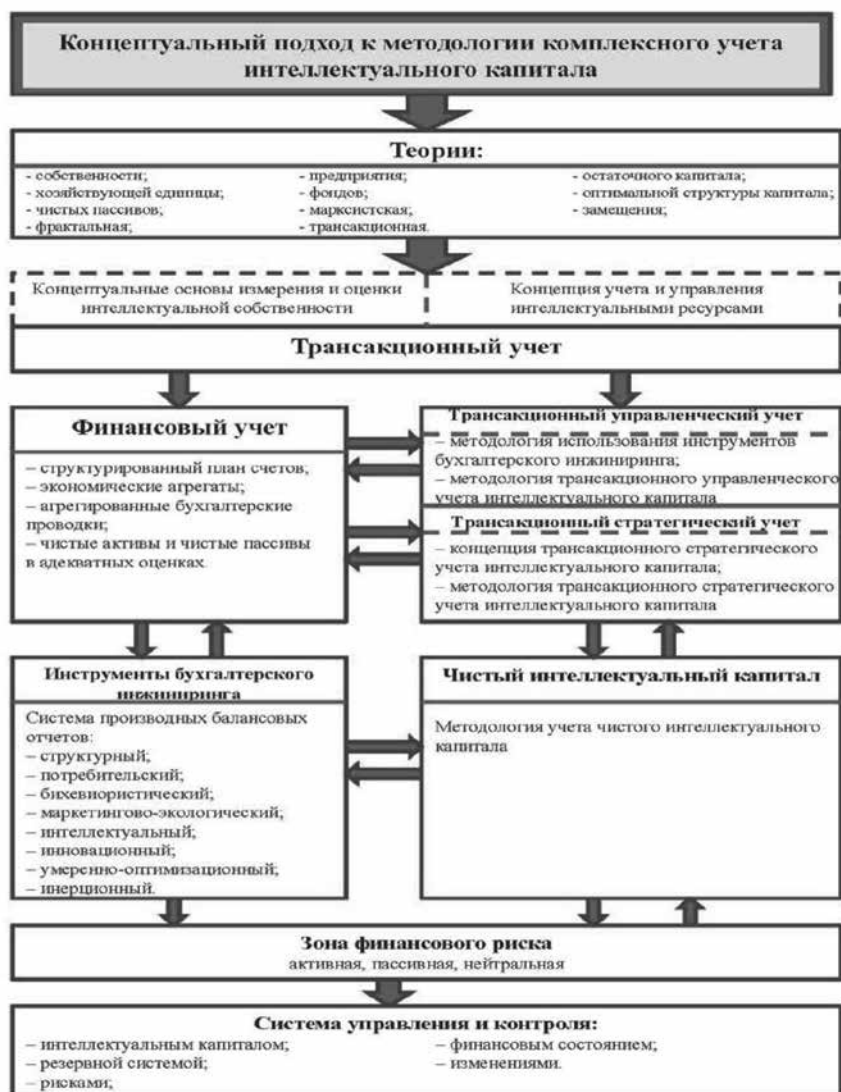 Концептуальный подход к методологии комплексного учета
интеллектуального капитала
Теории:
- собственности;
- хозяйствующей единицы;
- чистых пассивов;
- фрактальная;
- предприятия;
- фондов;
- марксистская;
- трансакционная.
- остаточного капитала;
- оптимальной структуры капитала;
- замещения;
Концептуальные основы измерения и оценки
интеллектуальной собственности
Концепция учета и управления
интеллектуальными ресурсами
Трансакционный учет
Финансовый учет
– структурированный план счетов;
– экономические агрегаты;
– агрегированные бухгалтерские
проводки;
– чистые активы и чистые пассивы
в адекватных оценках.
Трансакционный управленческий учет
– методология использования инструментов
бухгалтерского инжиниринга;
– методология трансакционного управленческого
учета интеллектуального капитала
Трансакционный стратегический учет
– концепция трансакционного стратегического
учета интеллектуального капитала;
– методология трансакционного стратегического
учета интеллектуального капитала
Инструменты бухгалтерского
инжиниринга
Система производных балансовых
отчетов:
– структурный;
– потребительский;
– бихевиористический;
– маркетингово-экологический;
– интеллектуальный;
– инновационный;
– умеренно-оптимизационный;
– инерционный.
Чистый интеллектуальный капитал
Методология учета чистого интеллектуального
капитала
Зона финансового риска
активная, пассивная, нейтральная
Система управления и контроля:
– интеллектуальным капиталом;
– резервной системой;
– рисками;
– финансовым состоянием;
– изменениями.